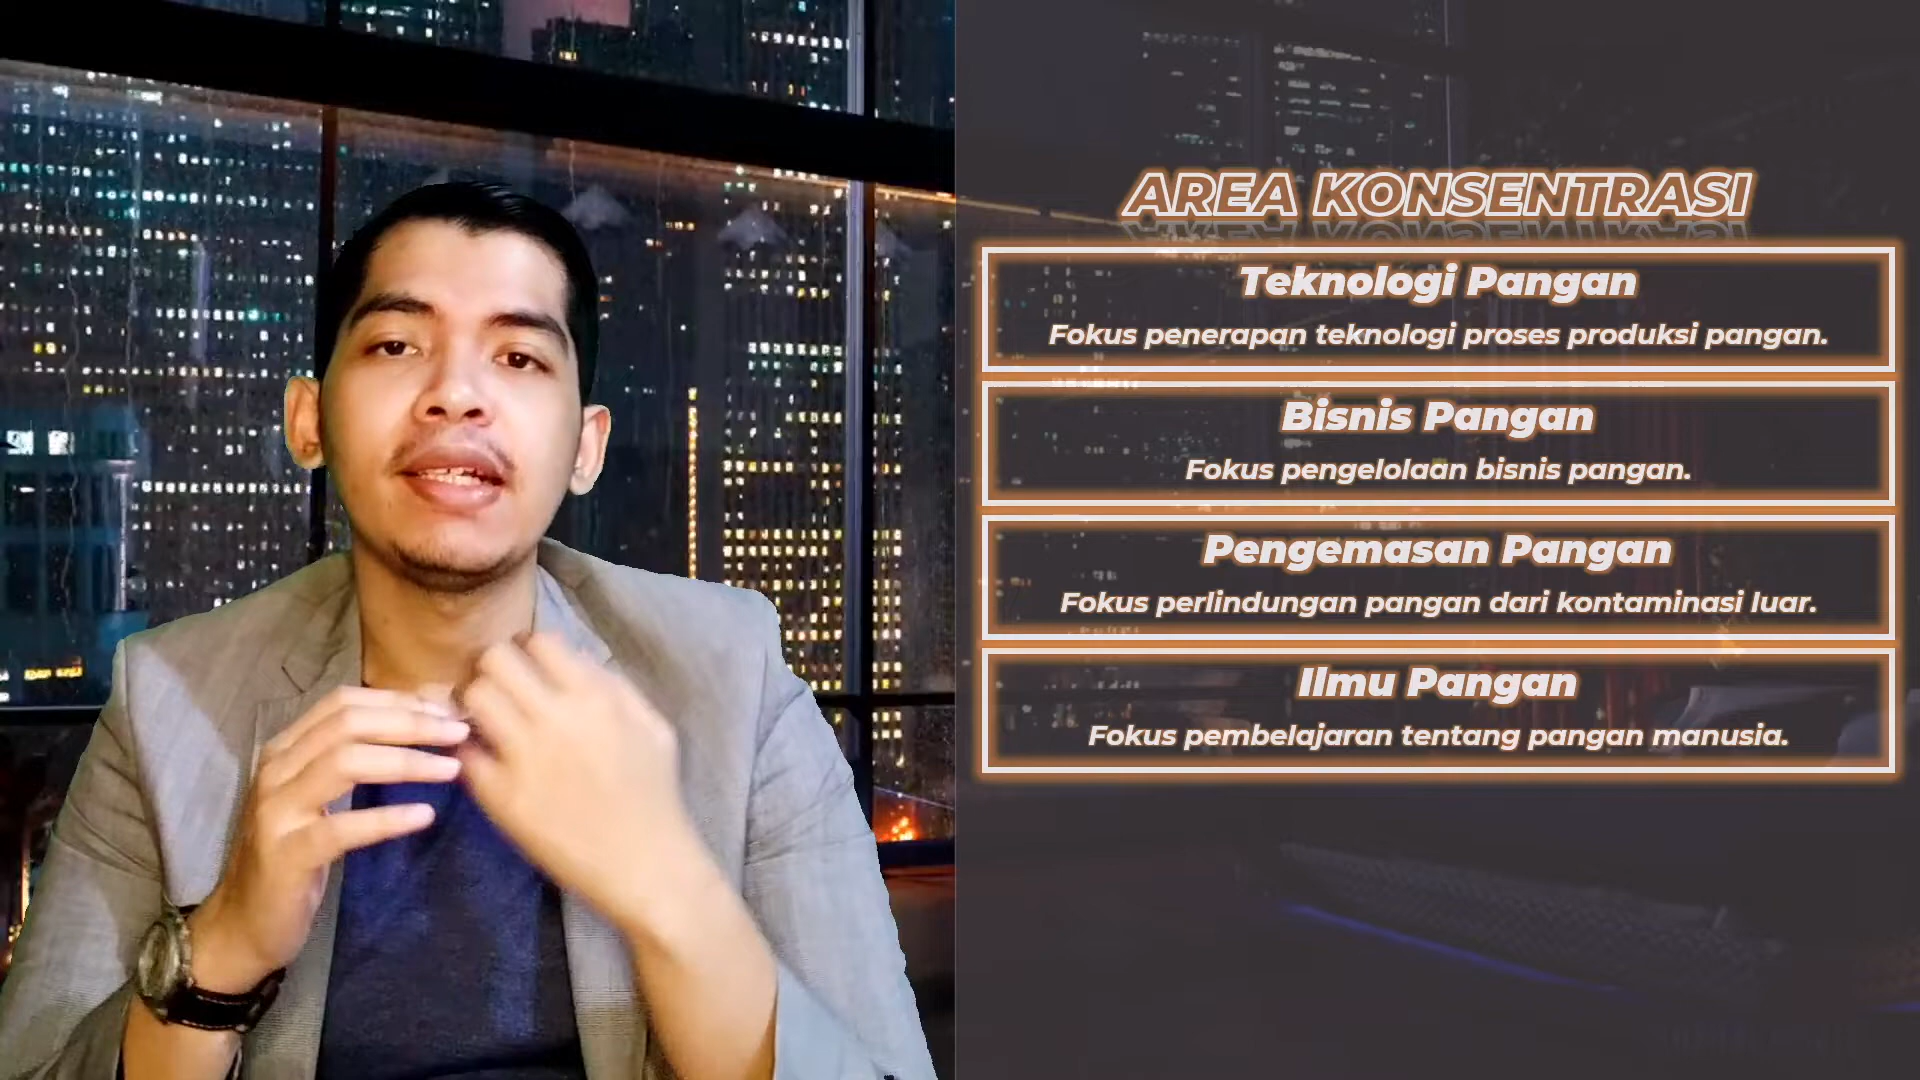 AREA KONSENTRASI
Teknologi Pangan
Fokus penerapan teknologi proses produksi pangan.
Bisnis Pangan
Fokus pengelolaan bisnis pangan.
Pengemasan Pangan
Fokus perlindungan pangan dari kontaminasi luar.
Ilmu Pangan
Fokus pembelajaran tentang pangan manusia.